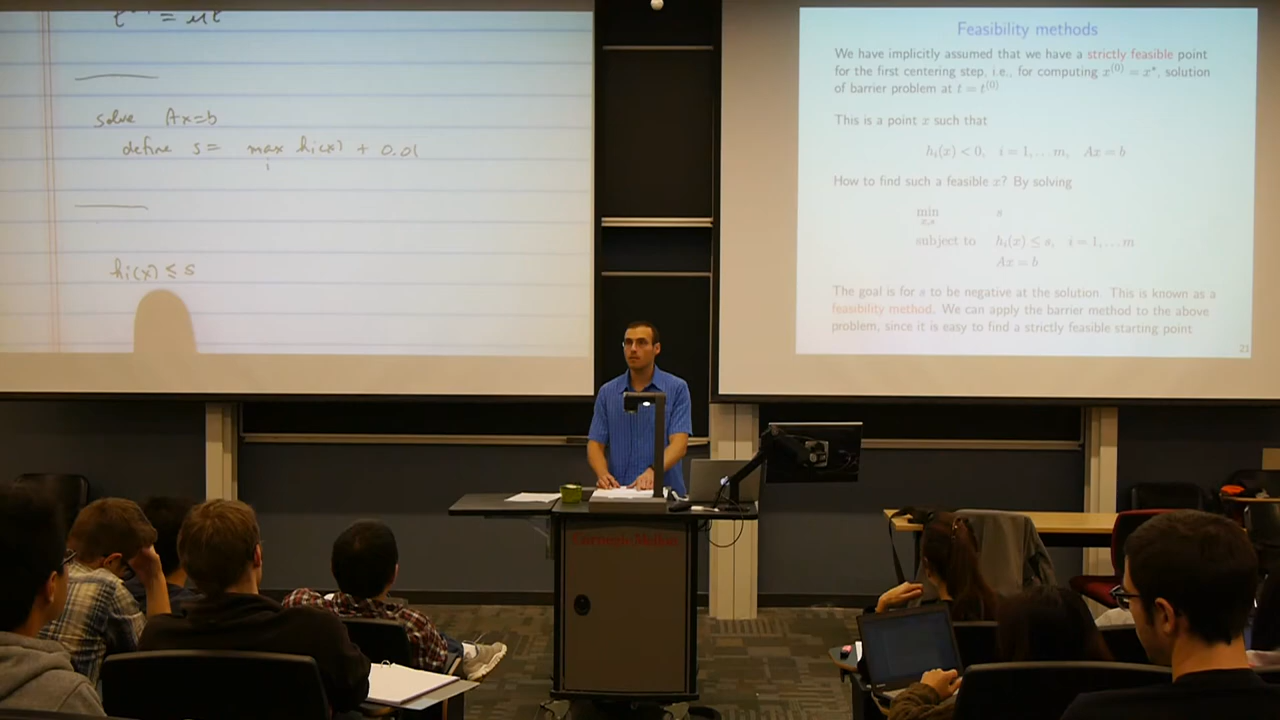 solve Ax=b
define s= max hi(x) + 0.01
i
hi(x) ≤ s
Feasibility methods
We have implicitly assumed that we have a strictly feasible point
for the first centering step, i.e., for computing x^(0) = x*, solution
of barrier problem at t = t^(0)
This is a point x such that
h_i(x) < 0, i = 1, . . . m, Ax = b
How to find such a feasible x? By solving
min s
x,s
subject to h_i(x) ≤ s, i = 1, . . . m
Ax = b
The goal is for s to be negative at the solution. This is known as a
feasibility method. We can apply the barrier method to the above
problem, since it is easy to find a strictly feasible starting point
21
Carnegie Mellon